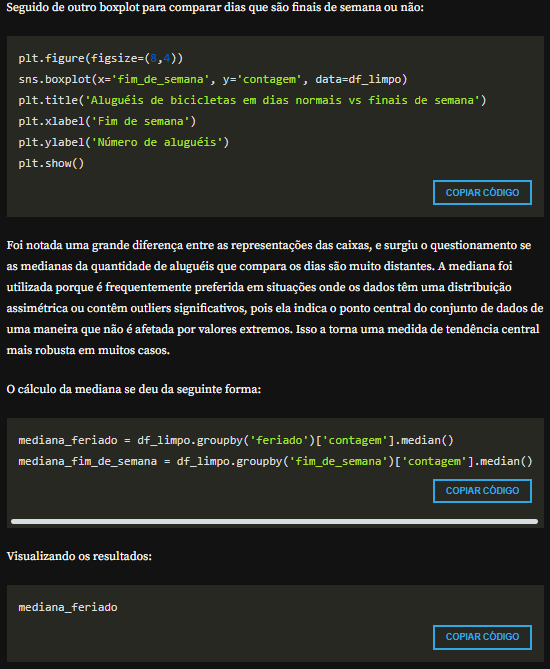 Seguido de outro boxplot para comparar dias que são finais de semana ou não:
plt.figure(figsize=(8,4))
sns.boxplot(x='fim_de_semana', y='contagem', data=df_limpo)
plt.title('Aluguéis de bicicletas em dias normais vs finais de semana')
plt.xlabel('Fim de semana')
plt.ylabel('Número de aluguéis')
plt.show()
COPIAR CÓDIGO
Foi notada uma grande diferença entre as representações das caixas, e surgiu o questionamento se
as medianas da quantidade de aluguéis que compara os dias são muito distantes. A mediana foi
utilizada porque é frequentemente preferida em situações onde os dados têm uma distribuição
assimétrica ou contêm outliers significativos, pois ela indica o ponto central do conjunto de dados de
uma maneira que não é afetada por valores extremos. Isso a torna uma medida de tendência central
mais robusta em muitos casos.
O cálculo da mediana se deu da seguinte forma:
mediana_feriado = df_limpo.groupby('feriado')['contagem'].median()
mediana_fim_de_semana = df_limpo.groupby('fim_de_semana')['contagem'].median()
COPIAR CÓDIGO
Visualizando os resultados:
mediana_feriado
COPIAR CÓDIGO